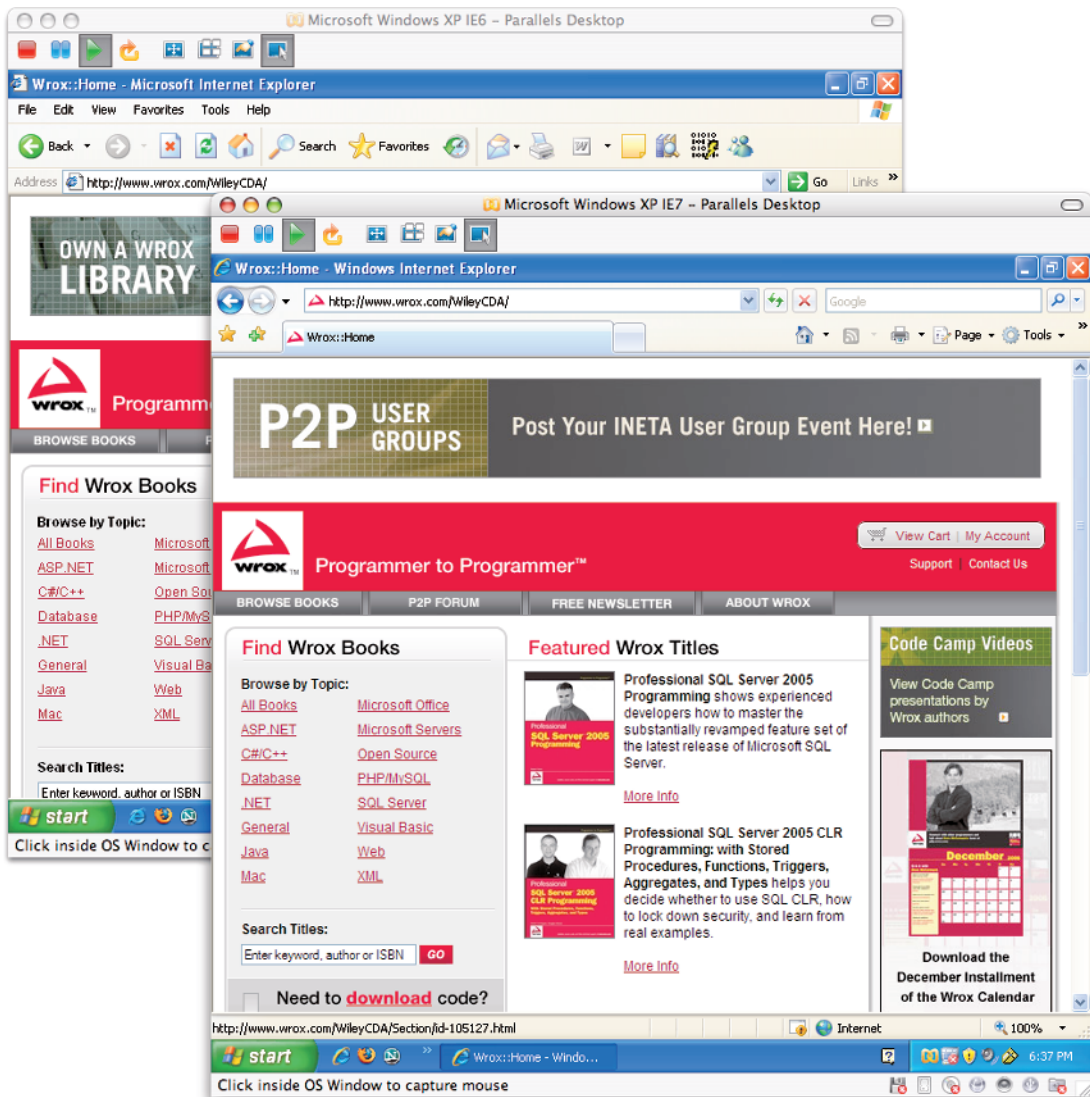 Microsoft Windows XP IE6 – Parallels Desktop
Wrox::Home - Microsoft Internet Explorer
File Edit View Favorites Tools Help
Back Search Favorites
Address http://www.wrox.com/WileyCDA/ Go Links »
OWN A WROX
LIBRARY
wrox™ Programm
BROWSE BOOKS P
Find Wrox Books
Browse by Topic:
All Books Microsoft
ASP.NET Microsoft
C#/C++ Open Sou
Database PHP/MyS
.NET SQL Serv
General Visual Ba
Java Web
Mac XML
Search Titles:
Enter keyword, author or ISBN
start
Click inside OS Window to c
Microsoft Windows XP IE7 – Parallels Desktop
Wrox::Home - Windows Internet Explorer
http://www.wrox.com/WileyCDA/ Google
Wrox::Home Page Tools »
P2P USER GROUPS Post Your INETA User Group Event Here!
View Cart | My Account
wrox™ Programmer to Programmer™
Support | Contact Us
BROWSE BOOKS P2P FORUM FREE NEWSLETTER ABOUT WROX
Find Wrox Books
Browse by Topic:
All Books Microsoft Office
ASP.NET Microsoft Servers
C#/C++ Open Source
Database PHP/MySQL
.NET SQL Server
General Visual Basic
Java Web
Mac XML
Search Titles:
Enter keyword, author or ISBN GO
Need to download code?
Featured Wrox Titles
Professional
SQL Server 2005
Programming
Professional SQL Server 2005
Programming shows experienced
developers how to master the
substantially revamped feature set of
the latest release of Microsoft SQL
Server.
More Info
Professional
SQL Server 2005
CLR Programming
Professional SQL Server 2005 CLR
Programming: with Stored
Procedures, Functions, Triggers,
Aggregates, and Types helps you
decide whether to use SQL CLR, how
to lock down security, and learn from
real examples.
More Info
Code Camp Videos
View Code Camp
presentations by
Wrox authors
December
Download the
December Installment
of the Wrox Calendar
http://www.wrox.com/WileyCDA/Section/id-105127.html Internet 100%
start » Wrox::Home - Windo... 6:37 PM
Click inside OS Window to capture mouse